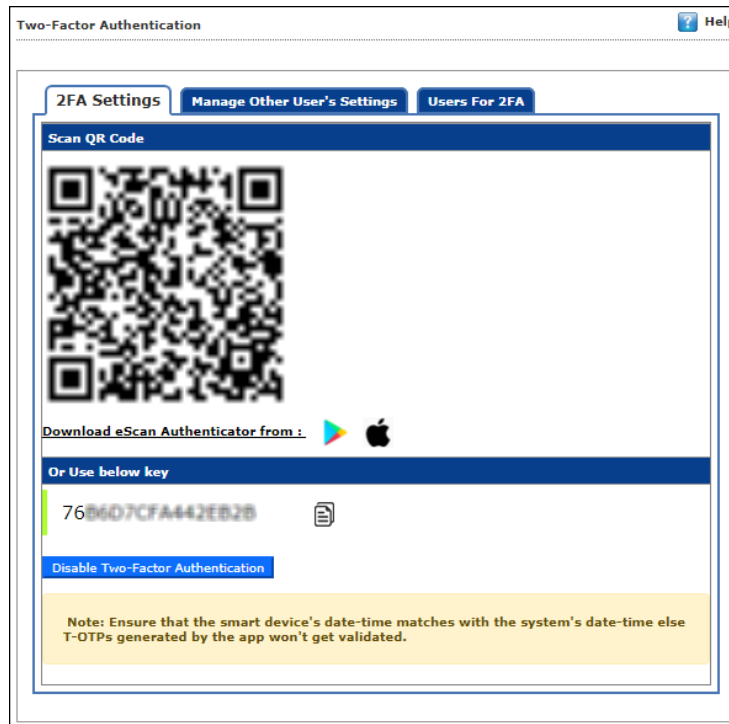 Two-Factor Authentication
Help
2FA Settings
Manage Other User's Settings
Users For 2FA
Scan QR Code
Download eScan Authenticator from :
Or Use below key
76
Disable Two-Factor Authentication
Note: Ensure that the smart device's date-time matches with the system's date-time else
T-OTPs generated by the app won't get validated.